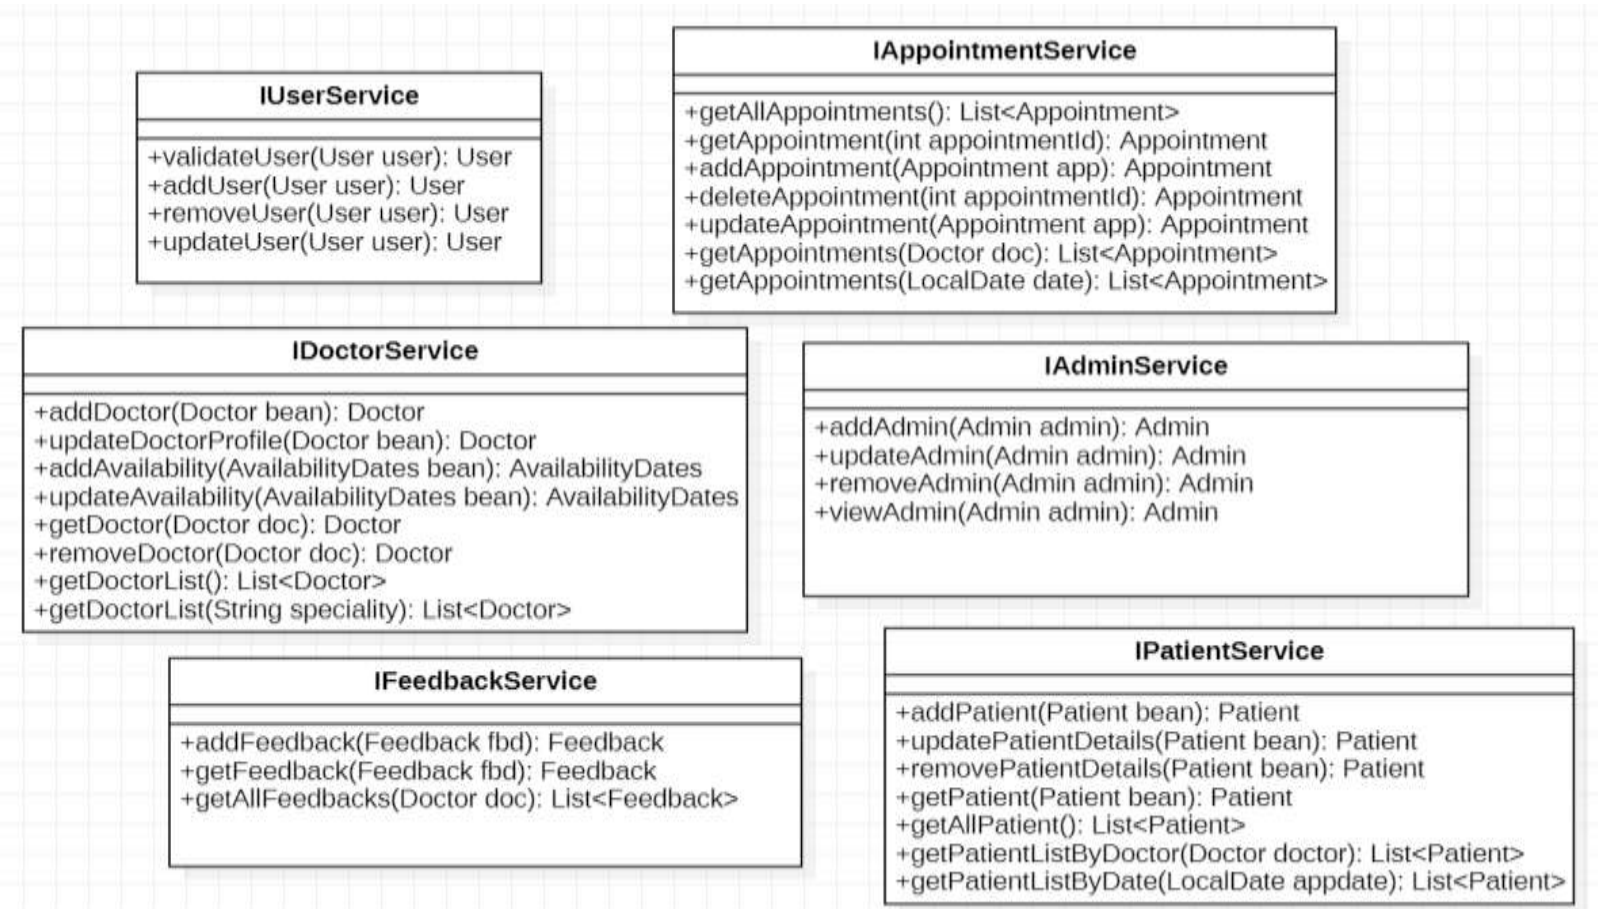 IUserService
+validateUser(User user): User
+addUser(User user): User
+removeUser(User user): User
+updateUser(User user): User
IAppointmentService
+getAllAppointments(): List<Appointment>
+getAppointment(int appointmentId): Appointment
+addAppointment(Appointment app): Appointment
+deleteAppointment(int appointmentId): Appointment
+updateAppointment(Appointment app): Appointment
+getAppointments(Doctor doc): List<Appointment>
+getAppointments(LocalDate date): List<Appointment>
IDoctorService
+addDoctor(Doctor bean): Doctor
+updateDoctorProfile(Doctor bean): Doctor
+addAvailability(AvailabilityDates bean): AvailabilityDates
+updateAvailability(AvailabilityDates bean): AvailabilityDates
+getDoctor(Doctor doc): Doctor
+removeDoctor(Doctor doc): Doctor
+getDoctorList(): List<Doctor>
+getDoctorList(String speciality): List<Doctor>
IAdminService
+addAdmin(Admin admin): Admin
+updateAdmin(Admin admin): Admin
+removeAdmin(Admin admin): Admin
+viewAdmin(Admin admin): Admin
IFeedbackService
+addFeedback(Feedback fbd): Feedback
+getFeedback(Feedback fbd): Feedback
+getAllFeedbacks(Doctor doc): List<Feedback>
IPatientService
+addPatient(Patient bean): Patient
+updatePatientDetails(Patient bean): Patient
+removePatientDetails(Patient bean): Patient
+getPatient(Patient bean): Patient
+getAllPatient(): List<Patient>
+getPatientListByDoctor(Doctor doctor): List<Patient>
+getPatientListByDate(LocalDate appdate): List<Patient>